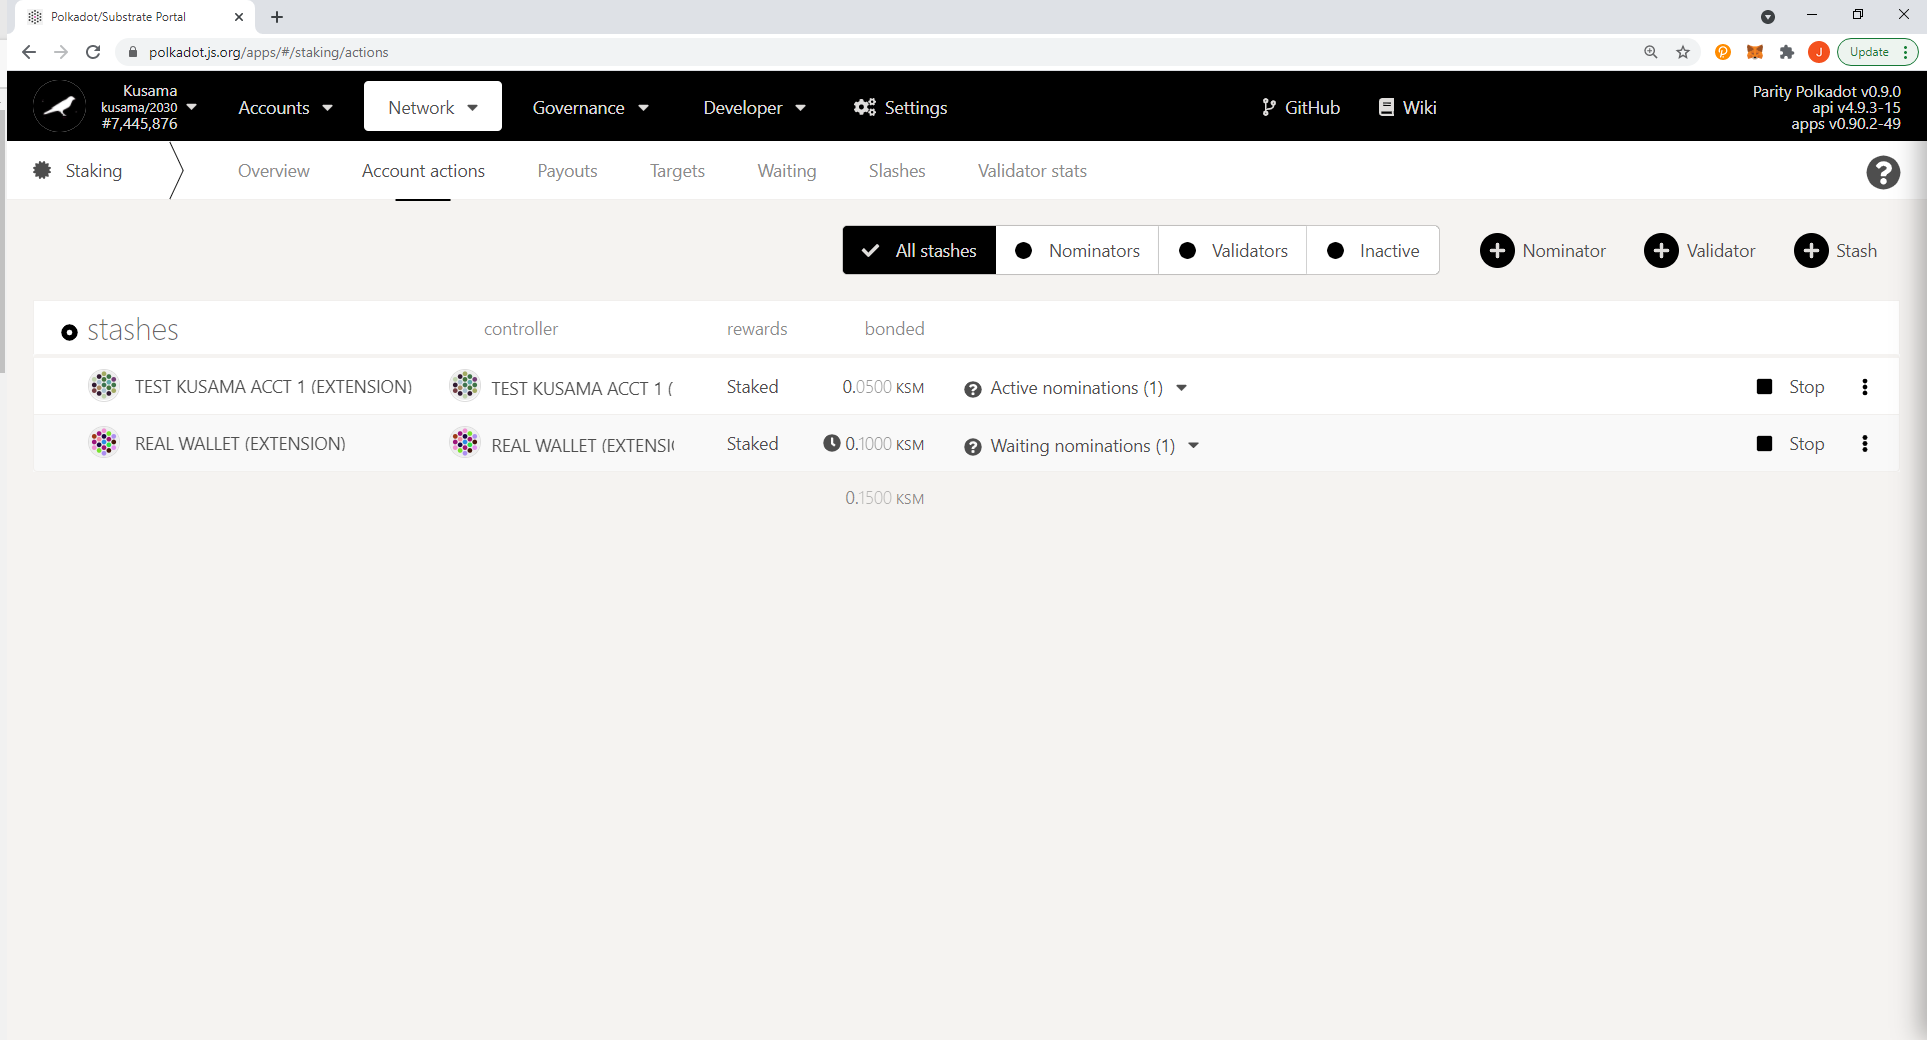 Polkadot/Substrate Portal
polkadot.js.org/apps/#/staking/actions
J
Update
Kusama
kusama/2030
#7,445,876
Accounts
Network
Governance
Developer
Settings
GitHub
Wiki
Parity Polkadot v0.9.0
api v4.9.3-15
apps v0.90.2-49
Staking
Overview
Account actions
Payouts
Targets
Waiting
Slashes
Validator stats
All stashes
Nominators
Validators
Inactive
Nominator
Validator
Stash
stashes
controller
rewards
bonded
TEST KUSAMA ACCT 1 (EXTENSION)
TEST KUSAMA ACCT 1 (
Staked
0.0500 KSM
Active nominations (1)
Stop
REAL WALLET (EXTENSION)
REAL WALLET (EXTENSI
Staked
0.1000 KSM
Waiting nominations (1)
Stop
0.1500 KSM